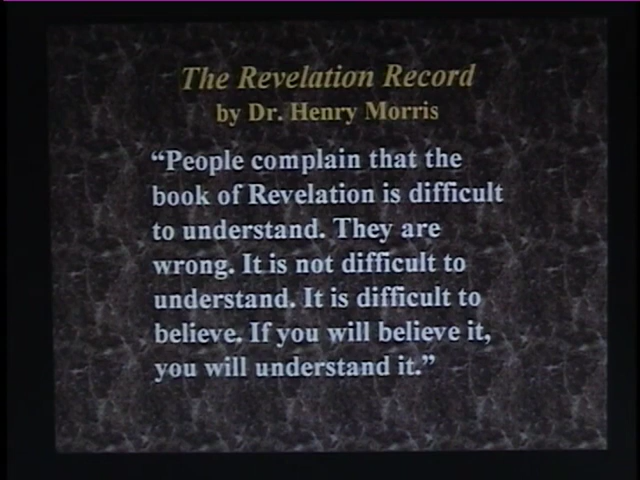 The Revelation Record
by Dr. Henry Morris
“People complain that the
book of Revelation is difficult
to understand. They are
wrong. It is not difficult to
understand. It is difficult to
believe. If you will believe it,
you will understand it.”